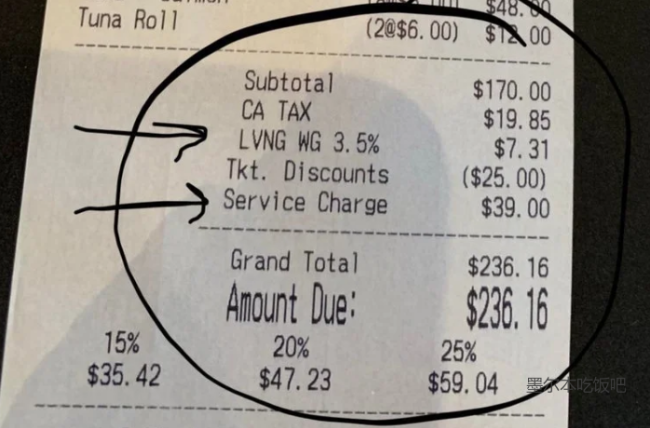 $48.00
Tuna Roll (2@$6.00) $12.00
Subtotal $170.00
CA TAX $19.85
LVNG WG 3.5% $7.31
Tkt. Discounts ($25.00)
Service Charge $39.00
Grand Total $236.16
Amount Due: $236.16
15% 20% 25%
$35.42 $47.23 $59.04
墨尔本吃饭吧